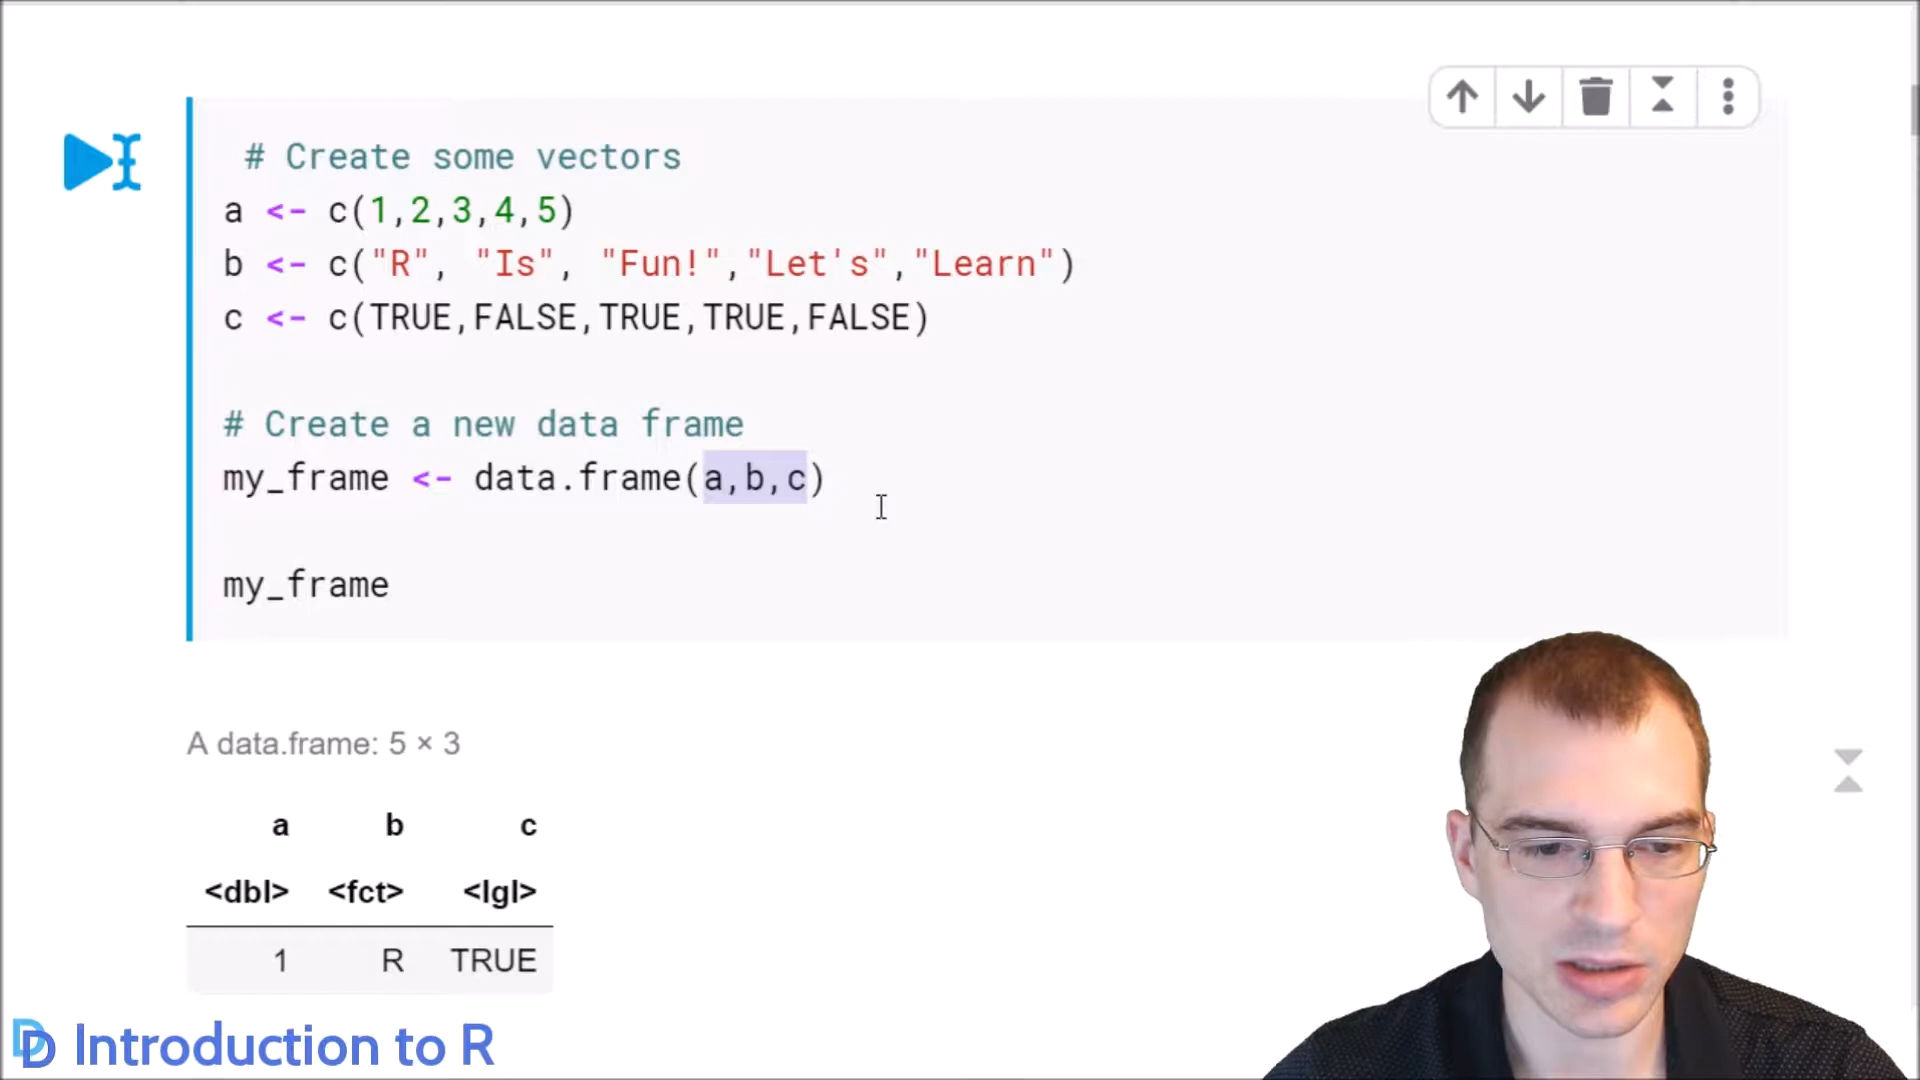 # Create some vectors
a <- c(1,2,3,4,5)
b <- c("R", "Is", "Fun!","Let's","Learn")
c <- c(TRUE,FALSE,TRUE,TRUE,FALSE)
# Create a new data frame
my_frame <- data.frame(a,b,c)
my_frame
A data.frame: 5 × 3
a b c
<dbl> <fct> <lgl>
1 R TRUE
D Introduction to R